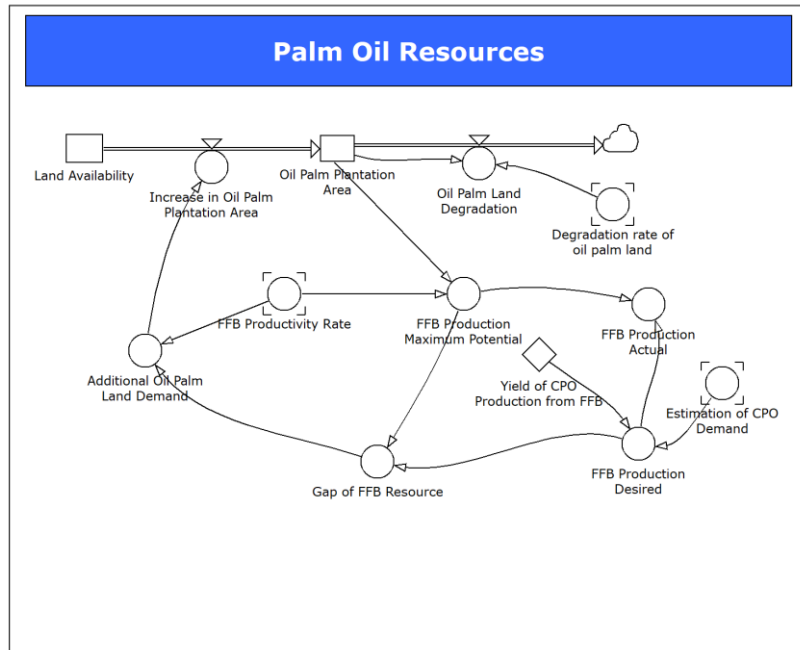 Palm Oil Resources
Land Availability
Increase in Oil Palm
Plantation Area
Oil Palm Plantation
Area
Oil Palm Land
Degradation
Degradation rate of
oil palm land
FFB Productivity Rate
FFB Production
Maximum Potential
FFB Production
Actual
Additional Oil Palm
Land Demand
Yield of CPO
Production from FFB
Estimation of CPO
Demand
Gap of FFB Resource
FFB Production
Desired